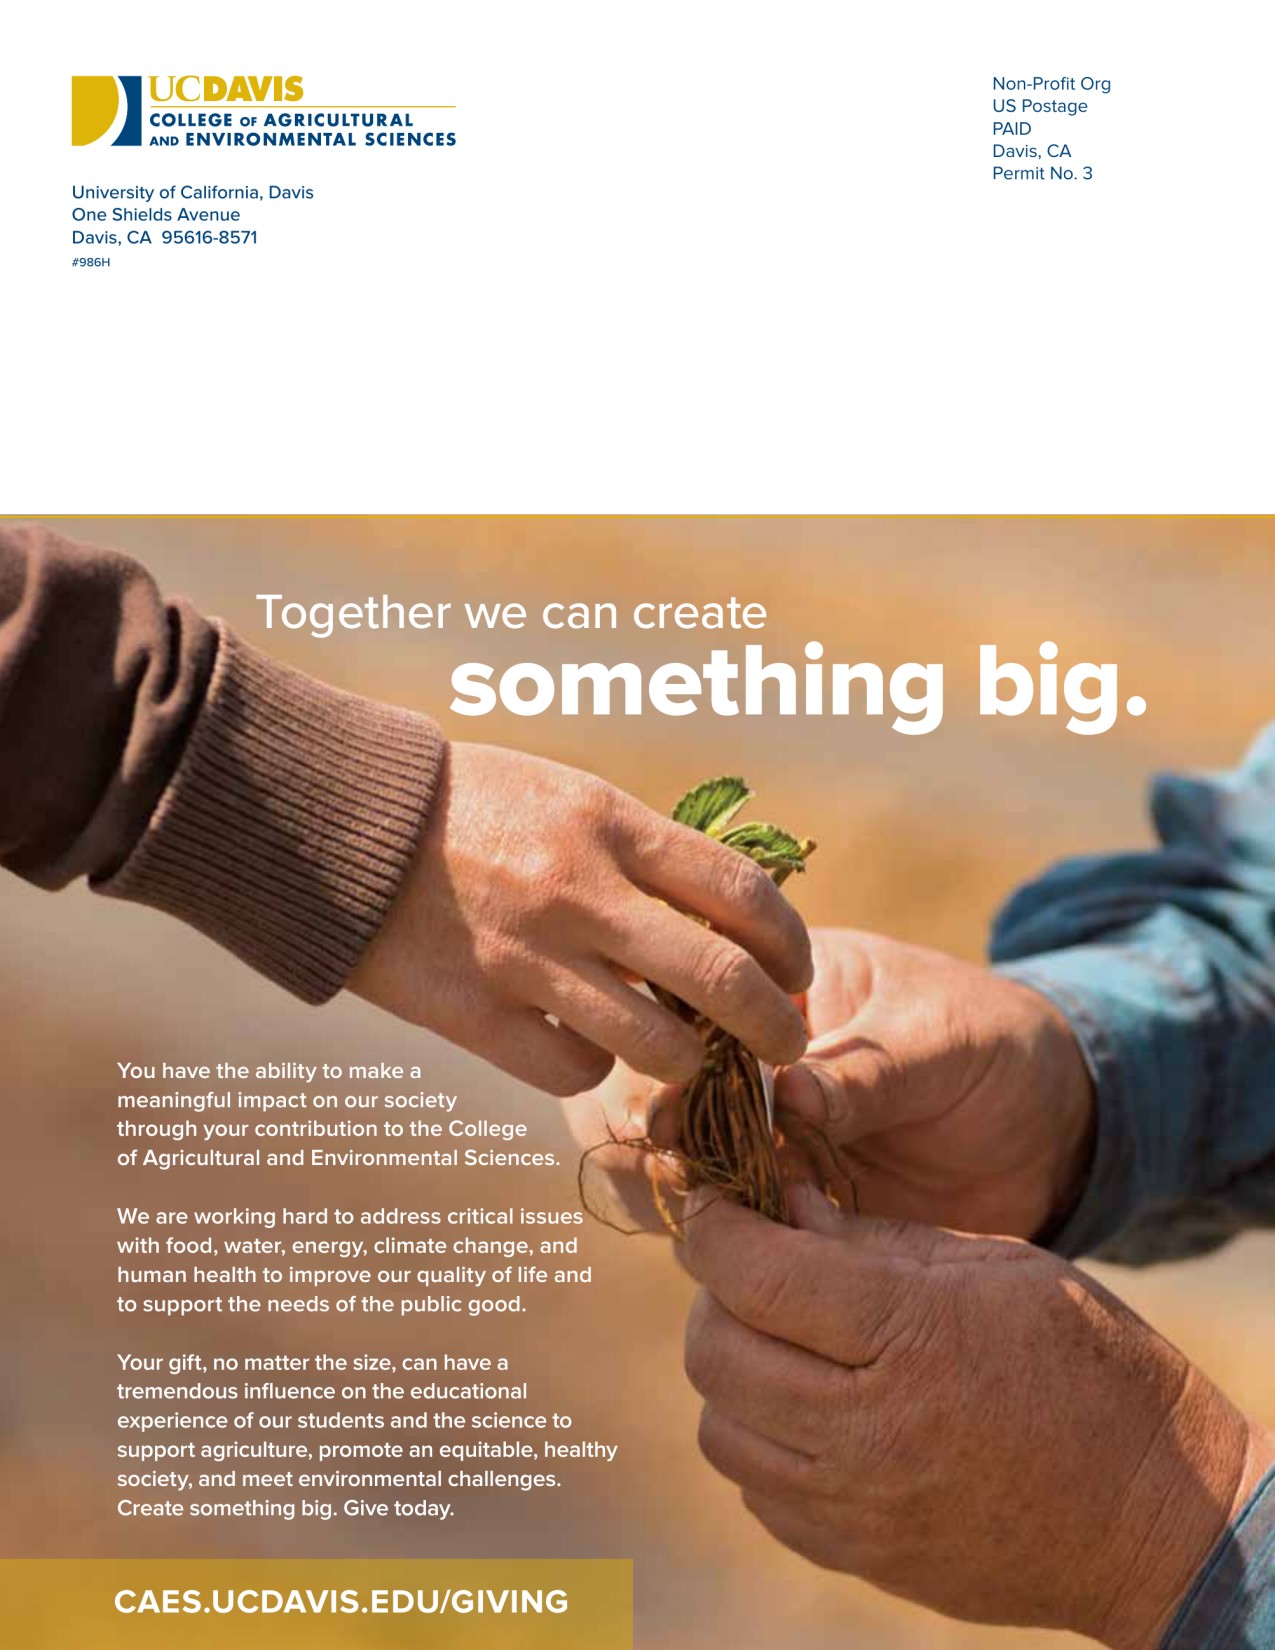 UCDAVIS
COLLEGE OF AGRICULTURAL
AND ENVIRONMENTAL SCIENCES
University of California, Davis
One Shields Avenue
Davis, CA 95616-8571
#986H
Non-Profit Org
US Postage
PAID
Davis, CA
Permit No. 3
Together we can create
something big.
You have the ability to make a
meaningful impact on our society
through your contribution to the College
of Agricultural and Environmental Sciences.
We are working hard to address critical issues
with food, water, energy, climate change, and
human health to improve our quality of life and
to support the needs of the public good.
Your gift, no matter the size, can have a
tremendous influence on the educational
experience of our students and the science to
support agriculture, promote an equitable, healthy
society, and meet environmental challenges.
Create something big. Give today.
CAES.UCDAVIS.EDU/GIVING